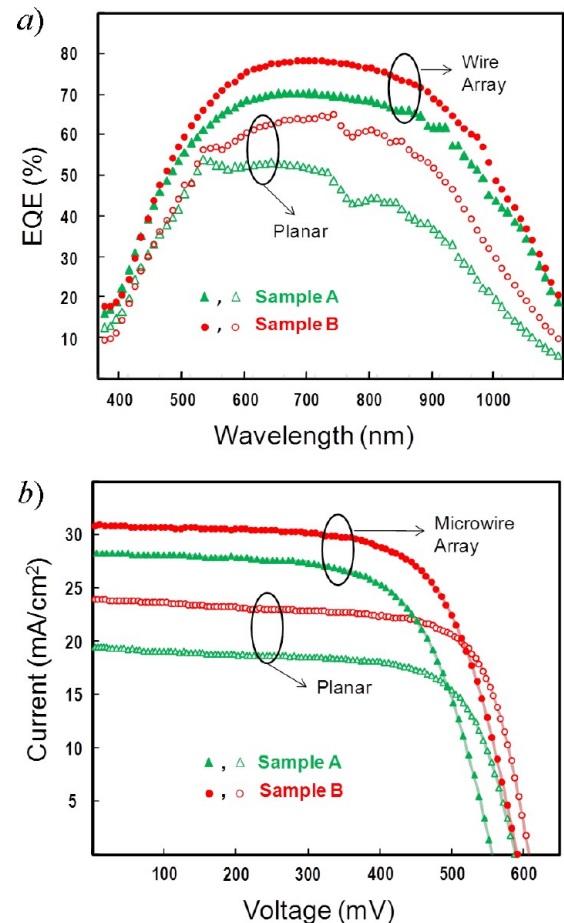 a)
80
70
60
50
40
30
20
10
EQE (%)
Wire
Array
Planar
▲ , △ Sample A
● , ○ Sample B
400 500 600 700 800 900 1000
Wavelength (nm)
b)
30
25
20
15
10
5
Current (mA/cm²)
Microwire
Array
Planar
▲ , △ Sample A
● , ○ Sample B
100 200 300 400 500 600
Voltage (mV)